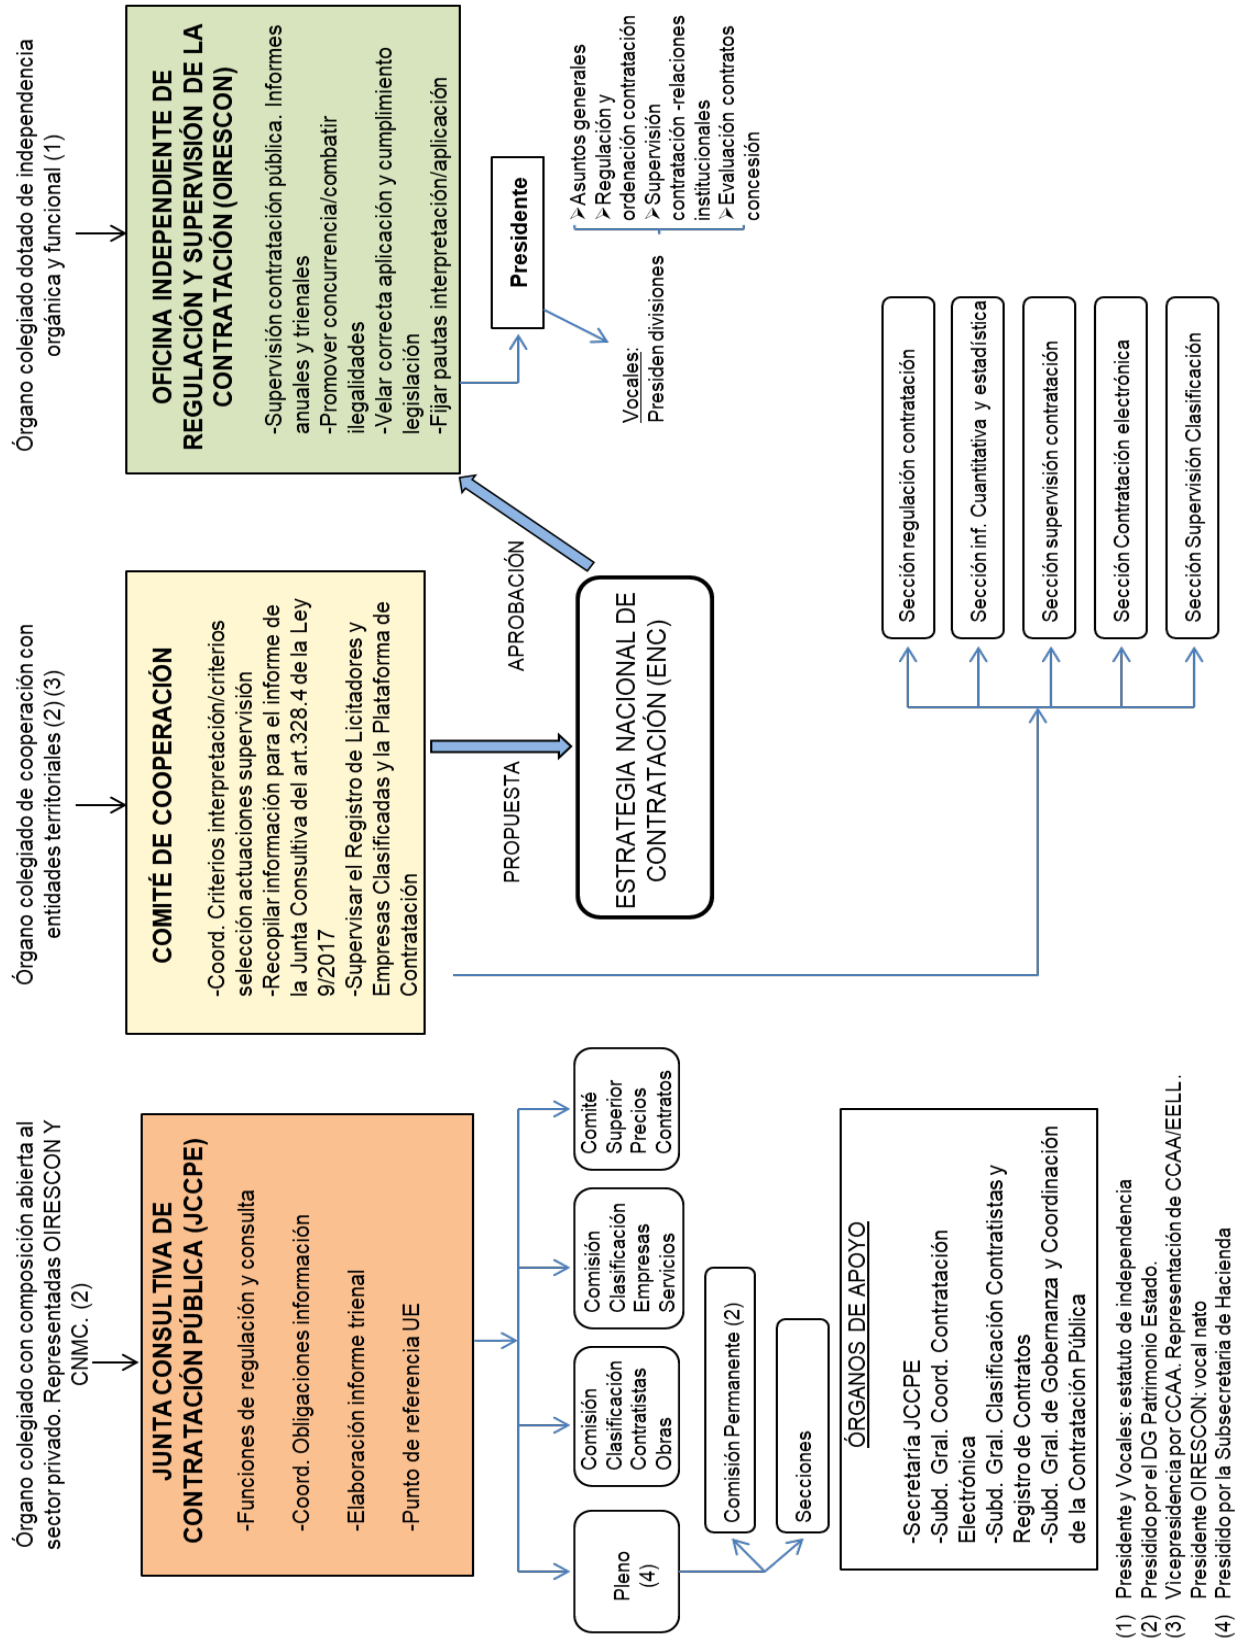 Órgano colegiado con composición abierta al
sector privado. Representadas OIRESCON Y
CNMC. (2)
JUNTA CONSULTIVA DE
CONTRATACIÓN PÚBLICA (JCCPE)
-Funciones de regulación y consulta
-Coord. Obligaciones información
-Elaboración informe trienal
-Punto de referencia UE
Pleno
(4)
Comisión
Clasificación
Contratistas
Obras
Comisión
Clasificación
Empresas
Servicios
Comité
Superior
Precios
Contratos
Comisión Permanente (2)
Secciones
ÓRGANOS DE APOYO
-Secretaría JCCPE
-Subd. Gral. Coord. Contratación
Electrónica
-Subd. Gral. Clasificación Contratistas y
Registro de Contratos
-Subd. Gral. de Gobernanza y Coordinación
de la Contratación Pública
Órgano colegiado de cooperación con
entidades territoriales (2) (3)
COMITÉ DE COOPERACIÓN
-Coord. Criterios interpretación/criterios
selección actuaciones supervisión
-Recopilar información para el informe de
la Junta Consultiva del art.328.4 de la Ley
9/2017
-Supervisar el Registro de Licitadores y
Empresas Clasificadas y la Plataforma de
Contratación
PROPUESTA
APROBACIÓN
ESTRATEGIA NACIONAL DE
CONTRATACIÓN (ENC)
Sección regulación contratación
Sección inf. Cuantitativa y estadística
Sección supervisión contratación
Sección Contratación electrónica
Sección Supervisión Clasificación
Órgano colegiado dotado de independencia
orgánica y funcional (1)
OFICINA INDEPENDIENTE DE
REGULACIÓN Y SUPERVISIÓN DE LA
CONTRATACIÓN (OIRESCON)
-Supervisión contratación pública. Informes
anuales y trienales
-Promover concurrencia/combatir
ilegalidades
-Velar correcta aplicación y cumplimiento
legislación
-Fijar pautas interpretación/aplicación
Presidente
Vocales:
Presiden divisiones
➢Asuntos generales
➢Regulación y
ordenación contratación
➢Supervisión
contratación -relaciones
institucionales
➢Evaluación contratos
concesión
(1) Presidente y Vocales: estatuto de independencia
(2) Presidido por el DG Patrimonio Estado.
(3) Vicepresidencia por CCAA. Representación de CCAA/EELL.
Presidente OIRESCON: vocal nato
(4) Presidido por la Subsecretaria de Hacienda